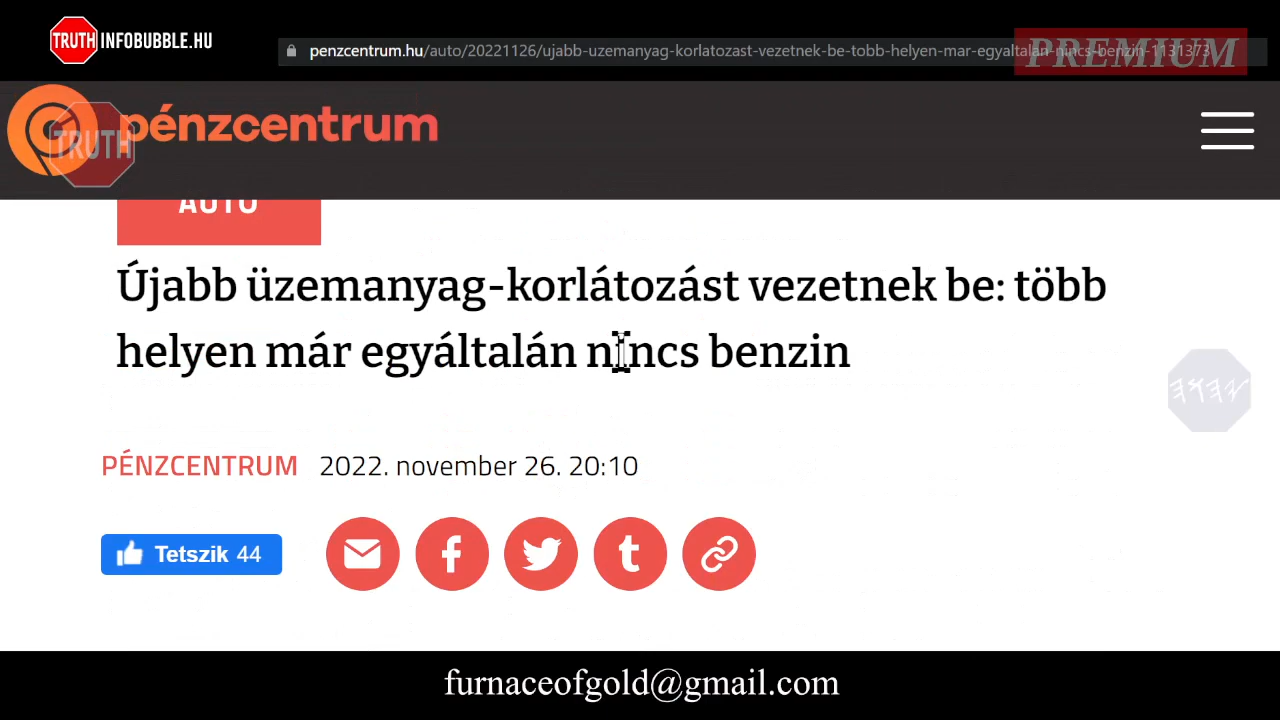 TRUTH INFOBUBBLE.HU
penzcentrum.hu/auto/20221126/ujabb-uzemanyag-korlatozast-vezetnek-be-tobb-helyen-mar-egyaltalan-nincs-benzin-1131373
PREMIUM
pénzcentrum
TRUTH
AUTÓ
Újabb üzemanyag-korlátozást vezetnek be: több
helyen már egyáltalán nincs benzin
PÉNZCENTRUM 2022. november 26. 20:10
Tetszik 44
furnaceofgold@gmail.com